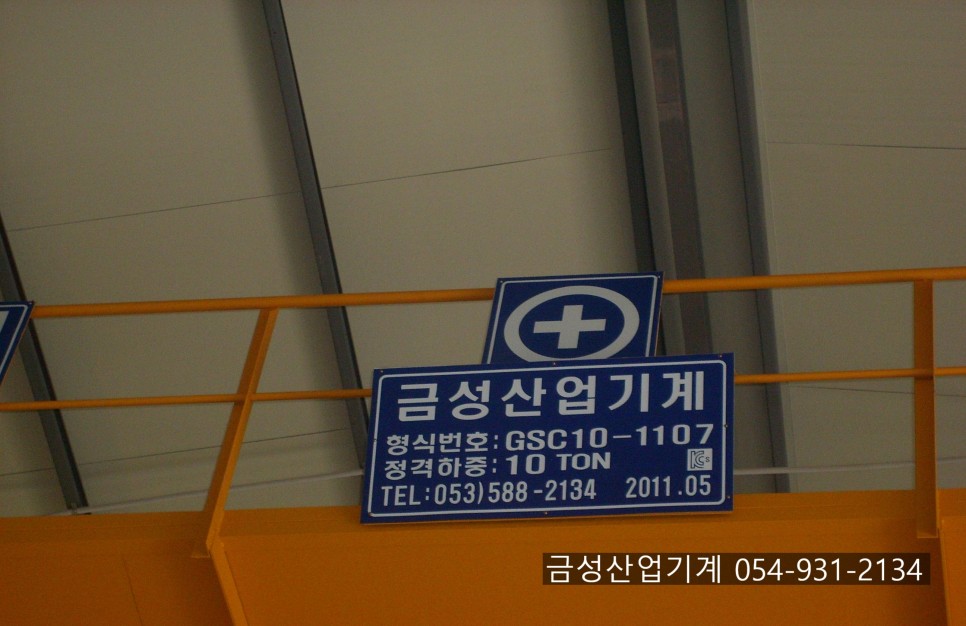 금성산업기계
형식번호:GSC10-1107
정격하중:10 TON
TEL:053)588-2134 2011.05
금성산업기계 054-931-2134